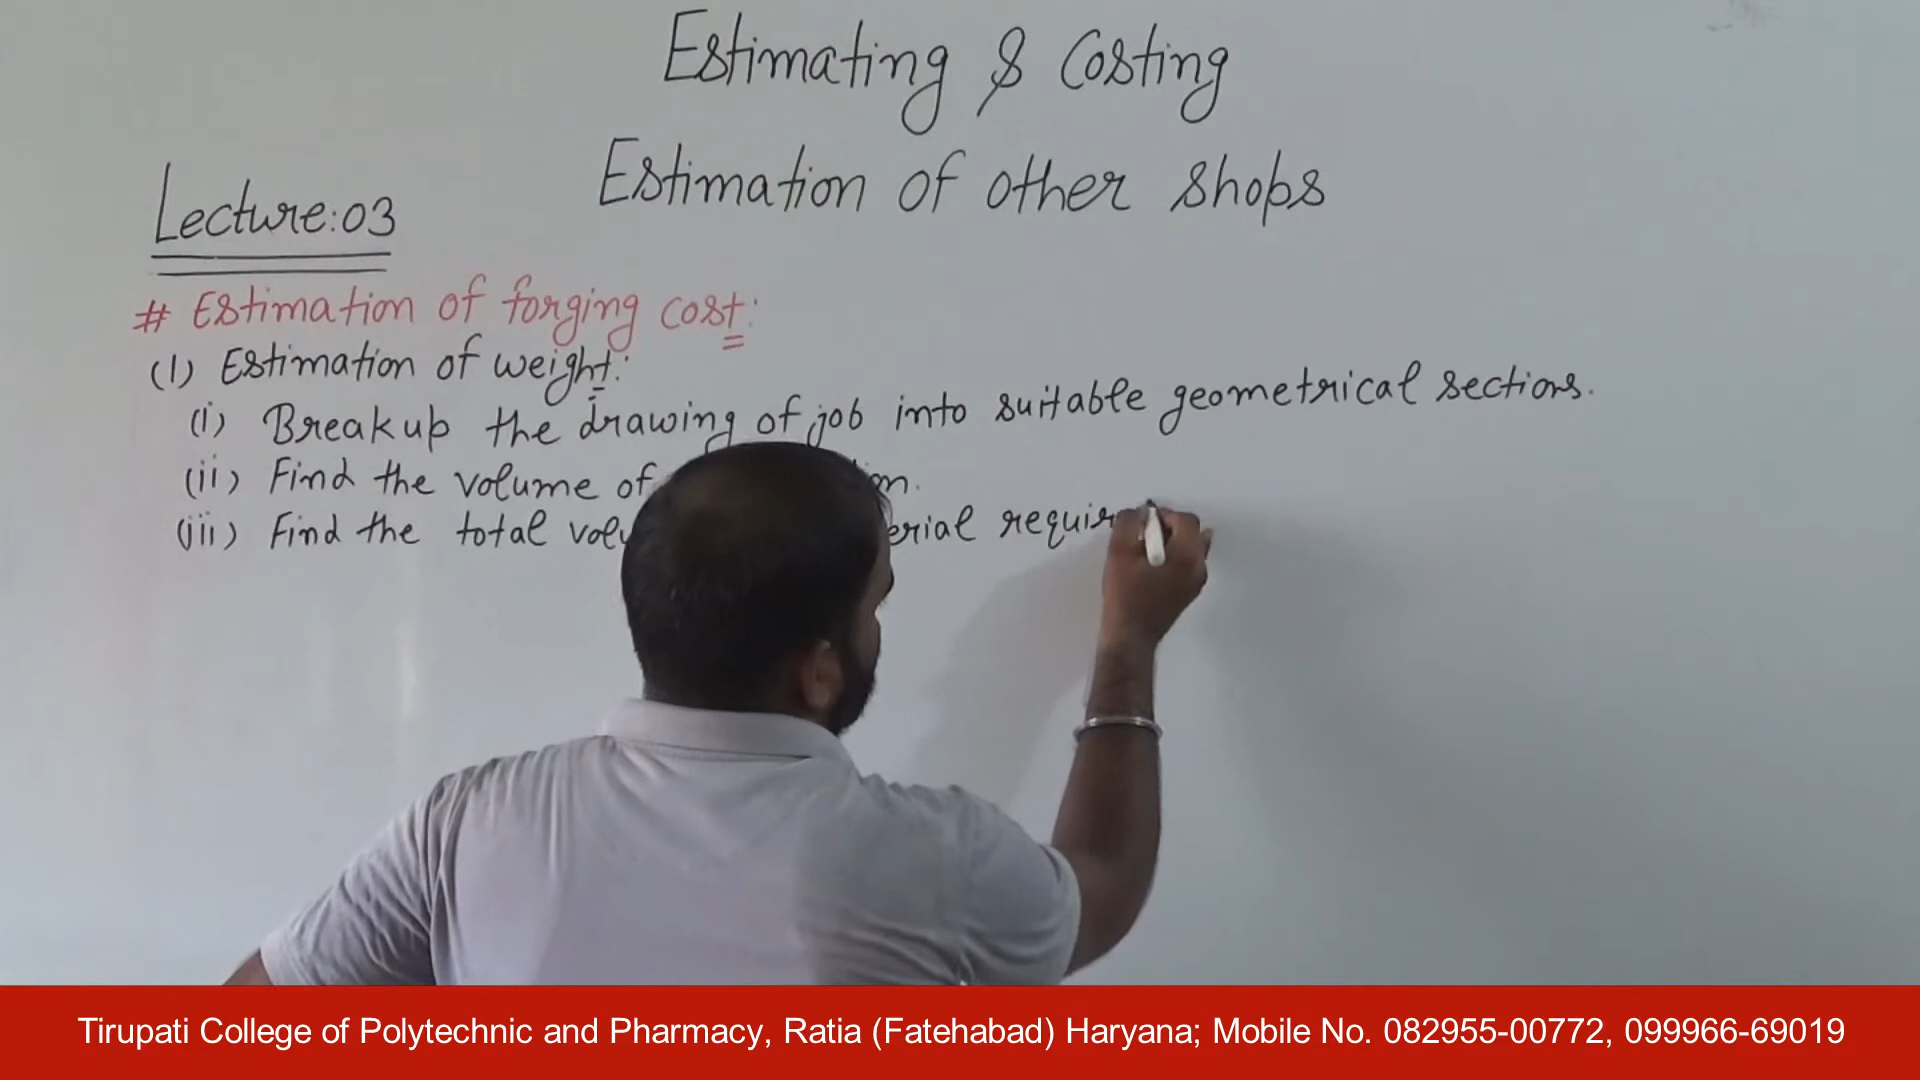 Estimating & Costing
Estimation of other shops
Lecture:03
# Estimation of forging cost:
(1) Estimation of weight:
(i) Breakup the drawing of job into suitable geometrical sections.
(ii) Find the volume of
(iii) Find the total
Tirupati College of Polytechnic and Pharmacy, Ratia (Fatehabad) Haryana; Mobile No. 082955-00772, 099966-69019